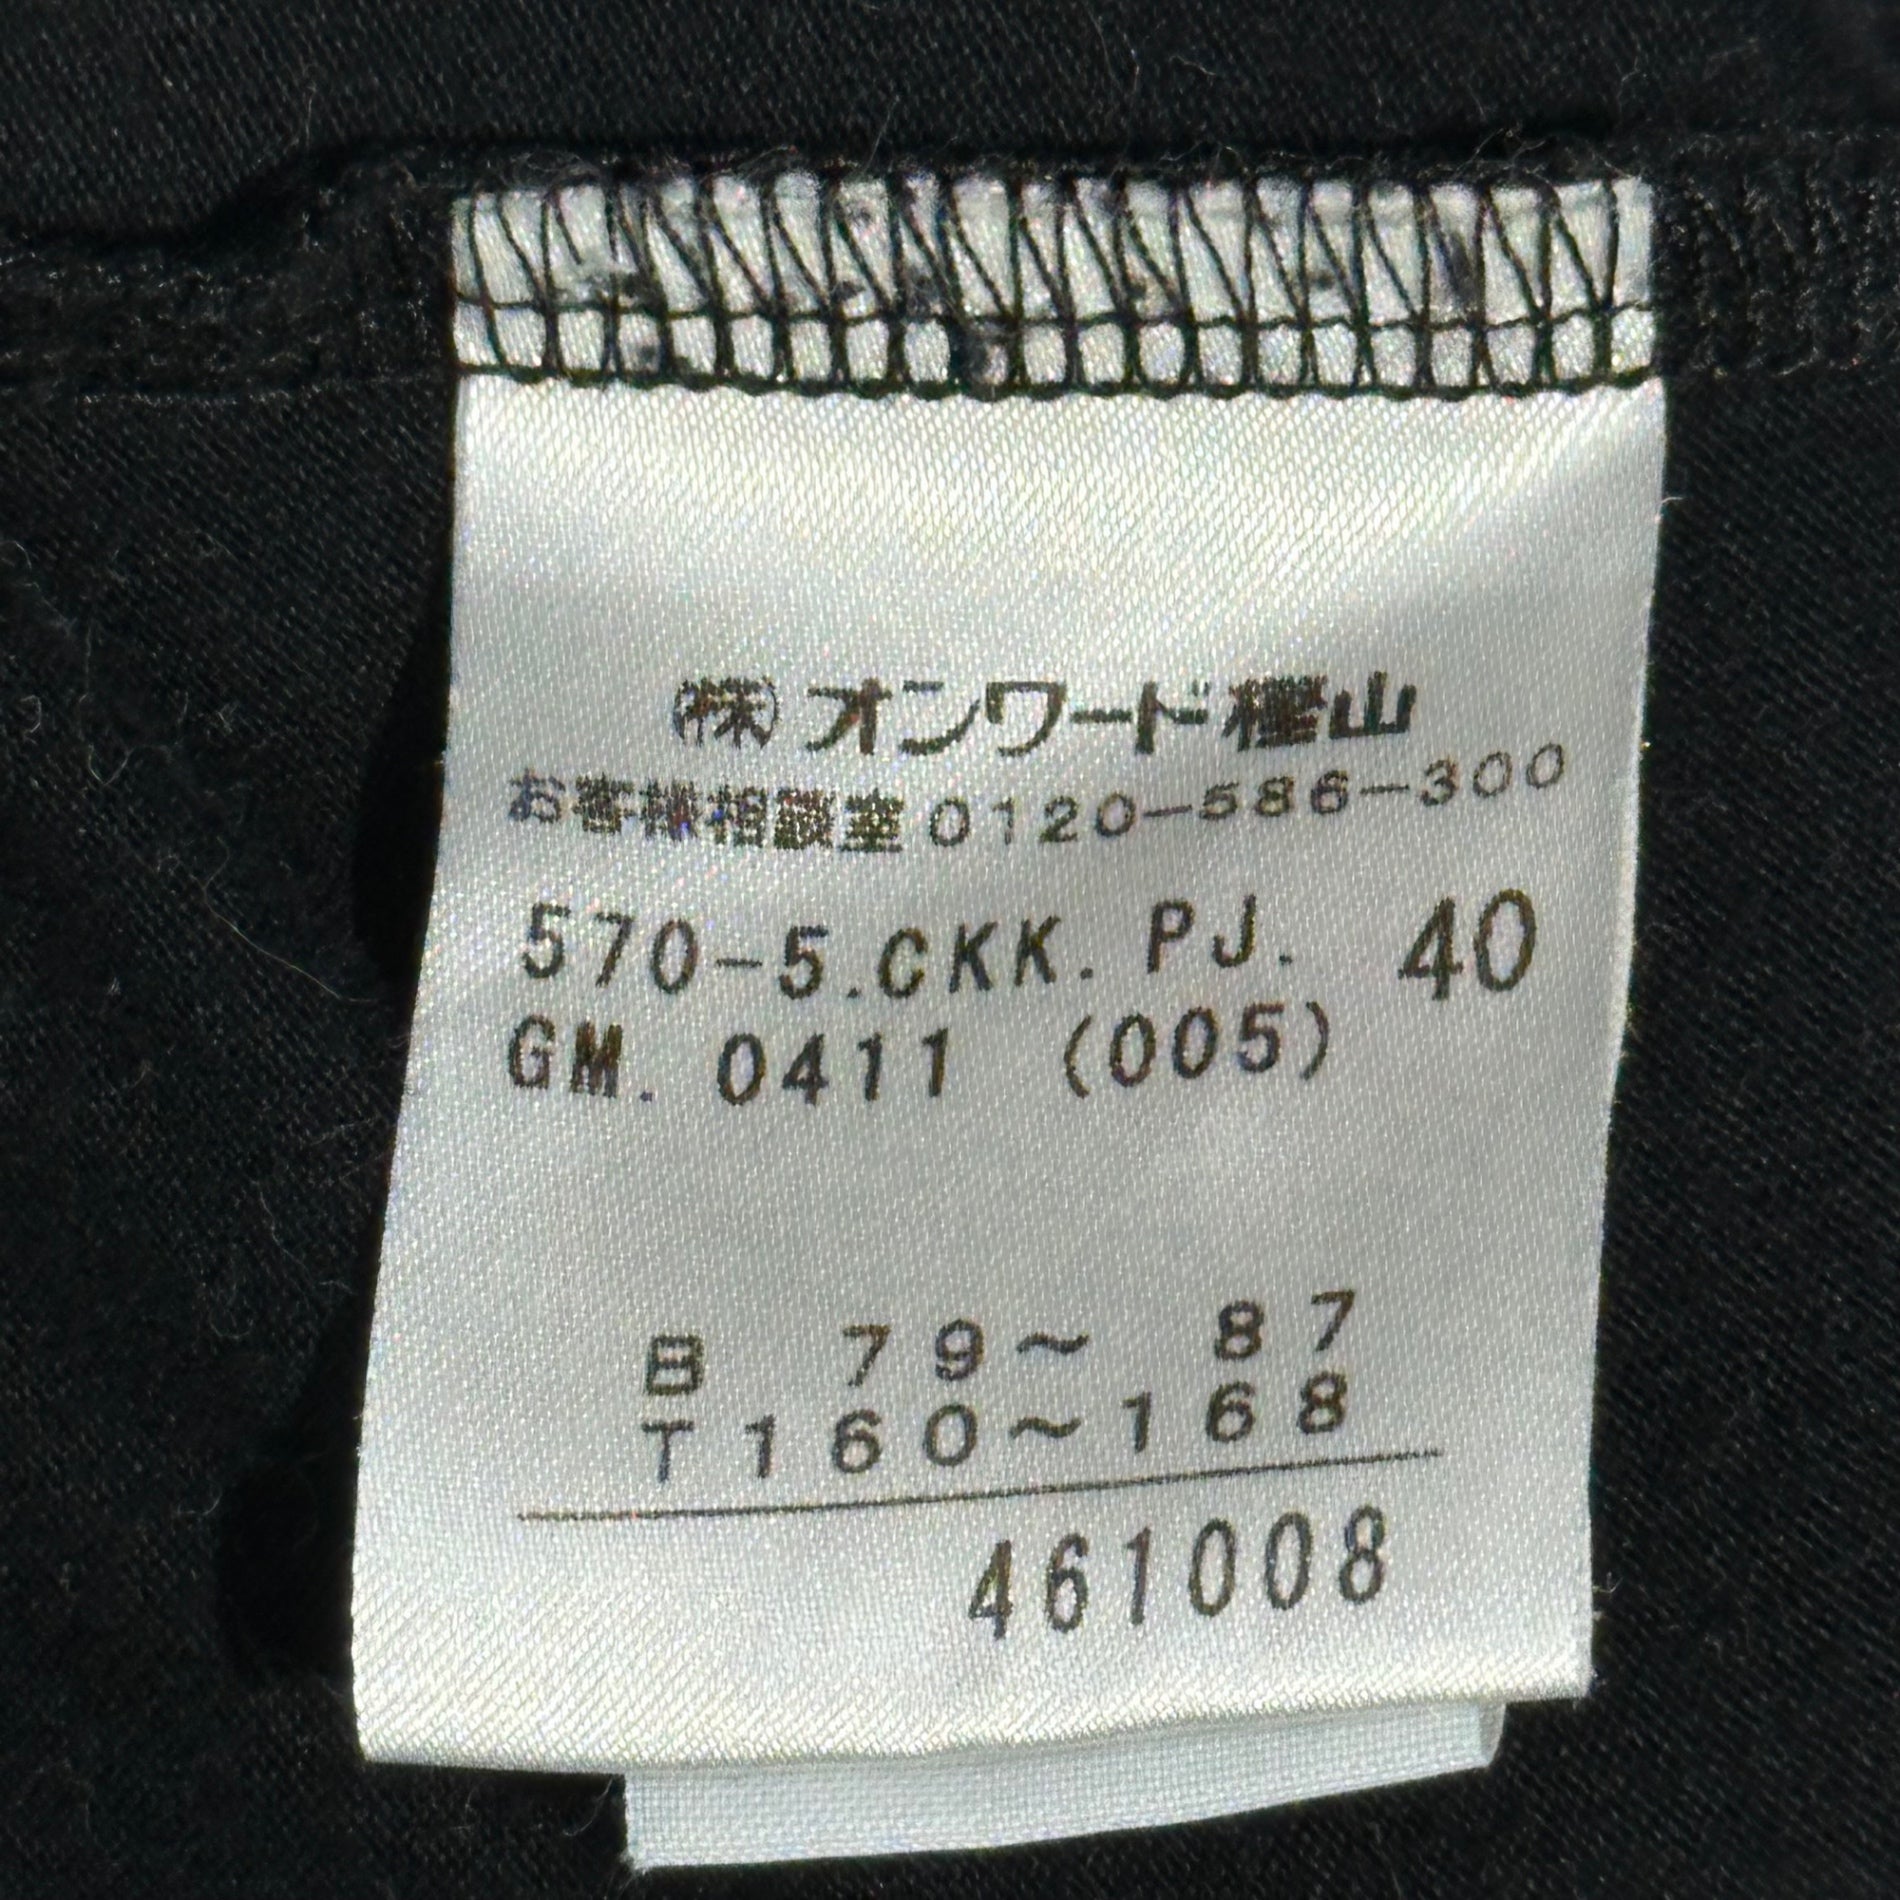 ㈱オンワード樫山
お客様相談室0120-586-300
570-5.CKK. PJ. 40
GM. 0411 (005)
B 79～ 87
T160～168
461008